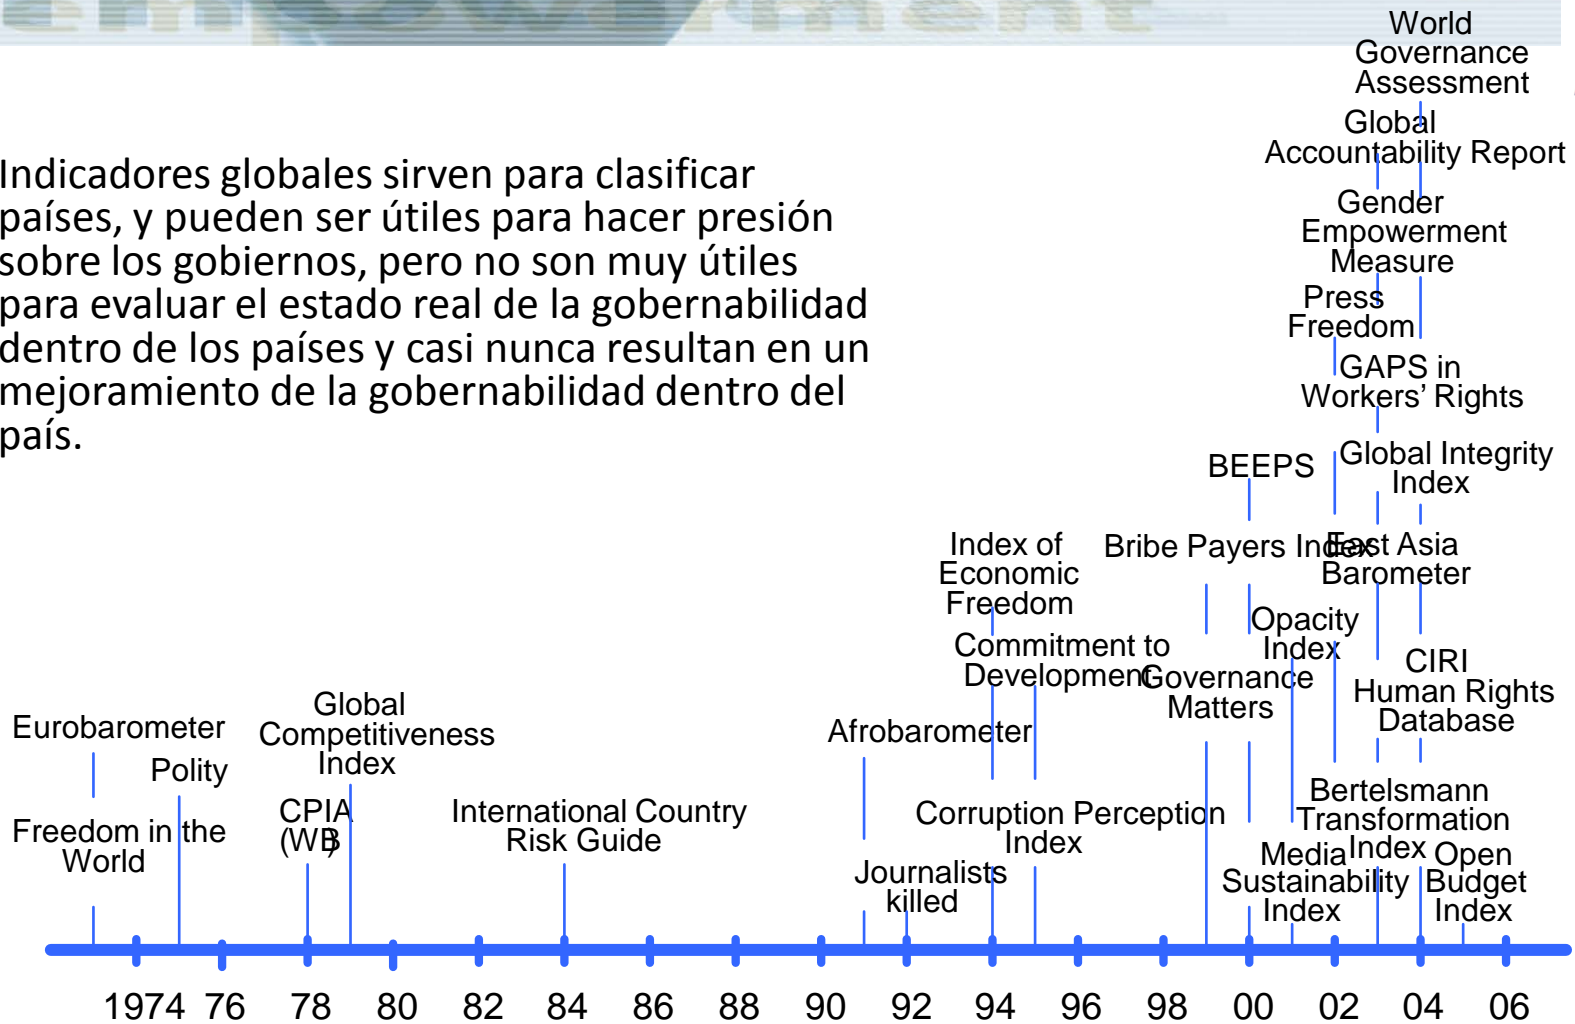 empowerment
Indicadores globales sirven para clasificar
países, y pueden ser útiles para hacer presión
sobre los gobiernos, pero no son muy útiles
para evaluar el estado real de la gobernabilidad
dentro de los países y casi nunca resultan en un
mejoramiento de la gobernabilidad dentro del
país.
World
Governance
Assessment
Global
Accountability Report
Gender
Empowerment
Measure
Press
Freedom
GAPS in
Workers' Rights
Global Integrity
Index
BEEPS
Bribe Payers Index
East Asia
Barometer
Index of
Economic
Freedom
Commitment to
Development
Opacity
Index
Governance
Matters
CIRI
Human Rights
Database
Eurobarometer
Polity
Global
Competitiveness
Index
Afrobarometer
Freedom in the
World
CPIA
(WB)
International Country
Risk Guide
Corruption Perception
Index
Journalists
killed
Bertelsmann
Transformation
Index
Media
Sustainability
Index
Open
Budget
Index
1974 76 78 80 82 84 86 88 90 92 94 96 98 00 02 04 06